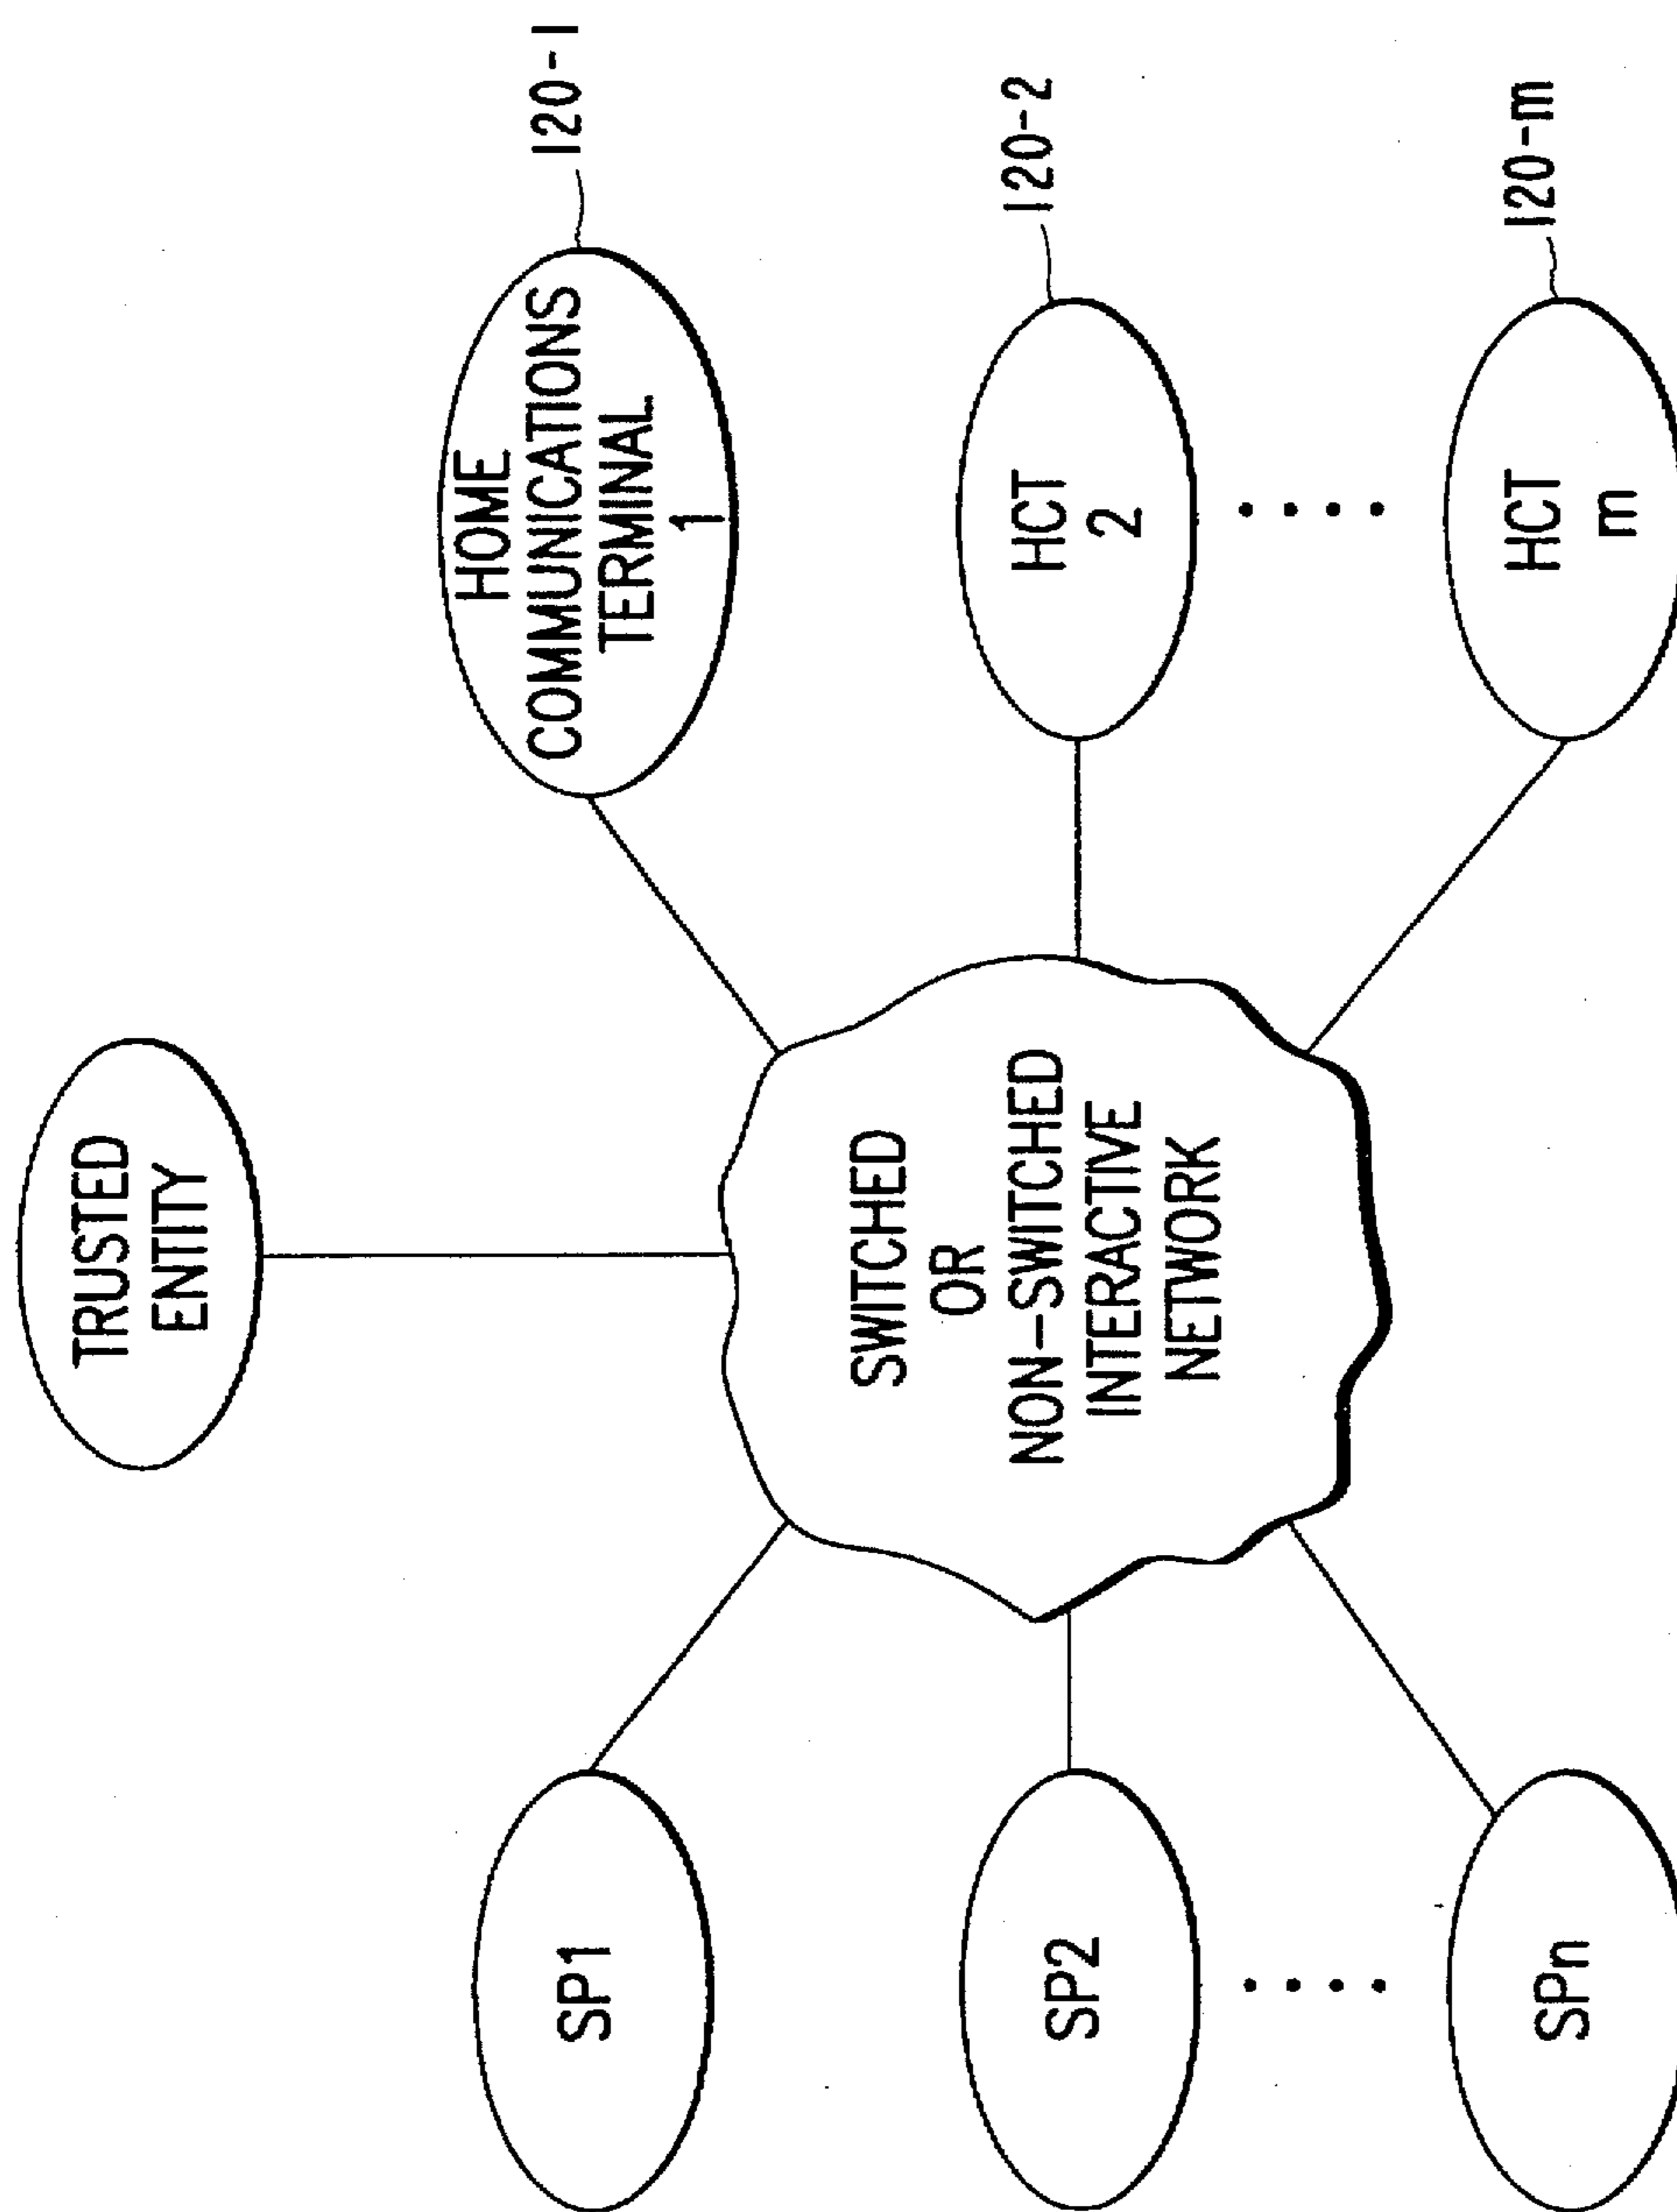 TRUSTED
ENTITY
HOME
COMMUNICATIONS
TERMINAL
1
120-1
SP1
SWITCHED
OR
NON-SWITCHED
INTERACTIVE
NETWORK
HCT
2
120-2
SP2
HCT
m
120-m
SPn